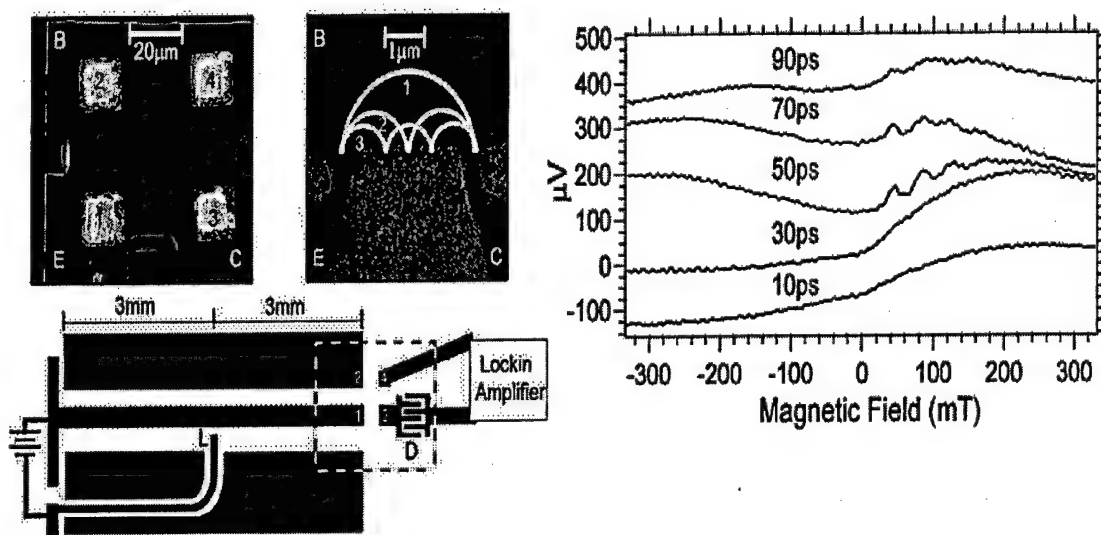 B
20µm
2
4
1
3
E
C
B
1µm
1
2
3
E
C
3mm
3mm
2
1
L
D
Lockin
Amplifier
500
400
300
200
100
0
-100
µV
90ps
70ps
50ps
30ps
10ps
-300
-200
-100
0
100
200
300
Magnetic Field (mT)